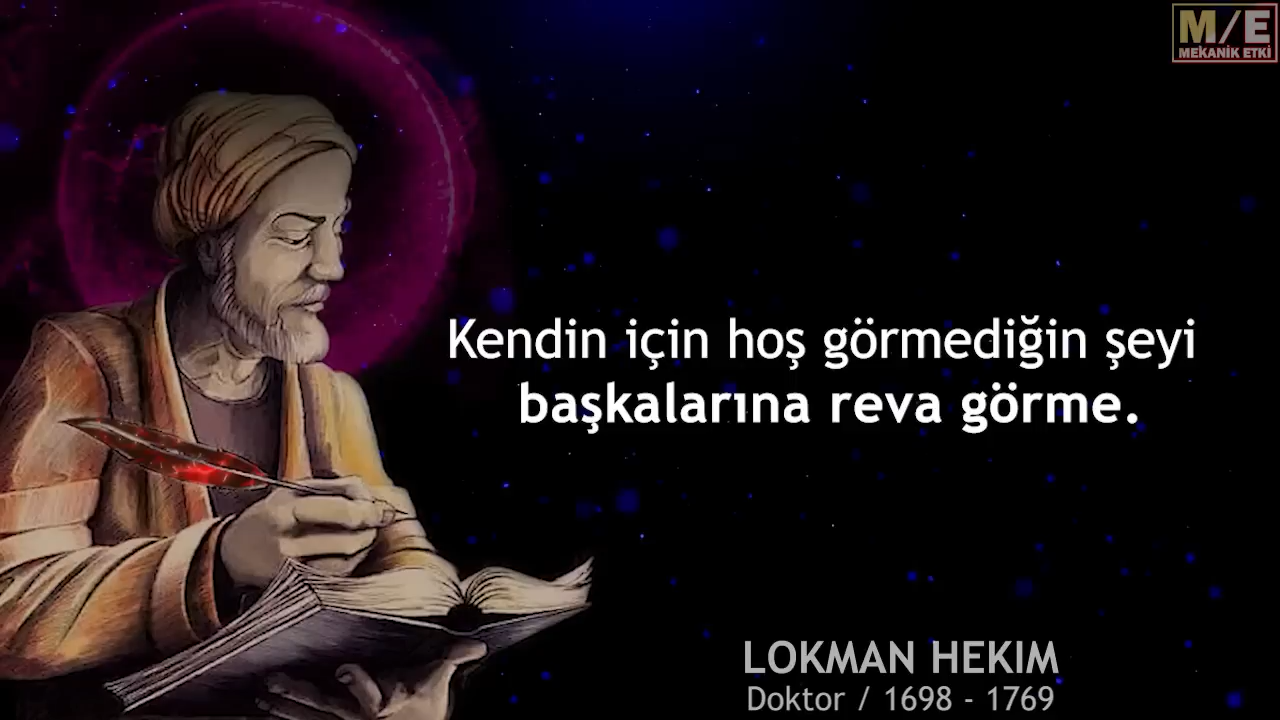 M/E
MEKANİK ETKİ
Kendin için hoş görmediğin şeyi
başkalarına reva görme.
LOKMAN HEKIM
Doktor / 1698 - 1769